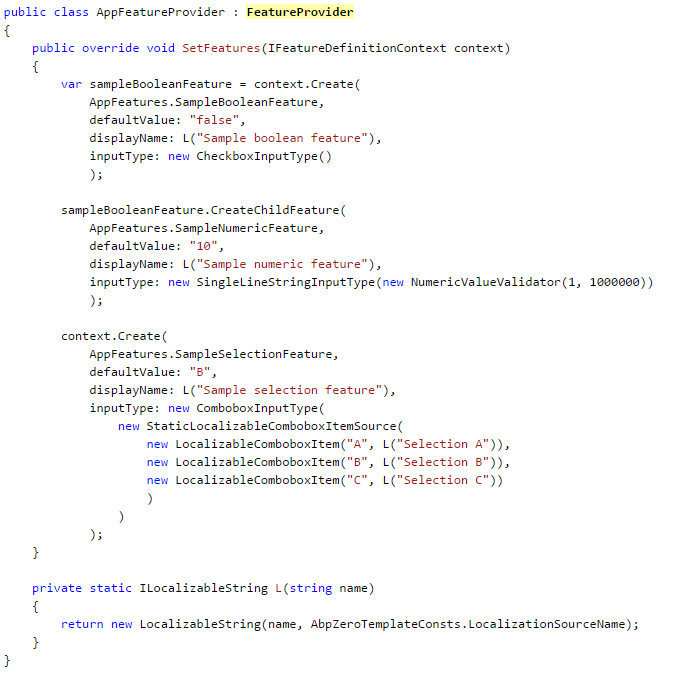 public class AppFeatureProvider : FeatureProvider
{
    public override void SetFeatures(IFeatureDefinitionContext context)
    {
        var sampleBooleanFeature = context.Create(
            AppFeatures.SampleBooleanFeature,
            defaultValue: "false",
            displayName: L("Sample boolean feature"),
            inputType: new CheckboxInputType()
            );

        sampleBooleanFeature.CreateChildFeature(
            AppFeatures.SampleNumericFeature,
            defaultValue: "10",
            displayName: L("Sample numeric feature"),
            inputType: new SingleLineStringInputType(new NumericValueValidator(1, 1000000))
            );

        context.Create(
            AppFeatures.SampleSelectionFeature,
            defaultValue: "B",
            displayName: L("Sample selection feature"),
            inputType: new ComboboxInputType(
                new StaticLocalizableComboboxItemSource(
                    new LocalizableComboboxItem("A", L("Selection A")),
                    new LocalizableComboboxItem("B", L("Selection B")),
                    new LocalizableComboboxItem("C", L("Selection C"))
                    )
                )
            );
    }

    private static ILocalizableString L(string name)
    {
        return new LocalizableString(name, AbpZeroTemplateConsts.LocalizationSourceName);
    }
}